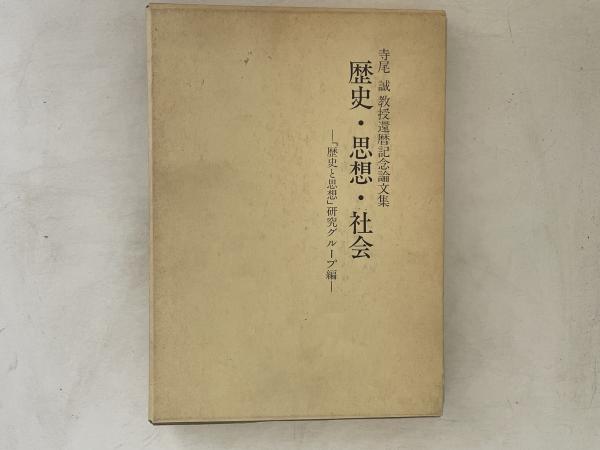 寺尾 誠 教授還暦記念論文集
歴史・思想・社会
—『歴史と思想』研究グループ編—